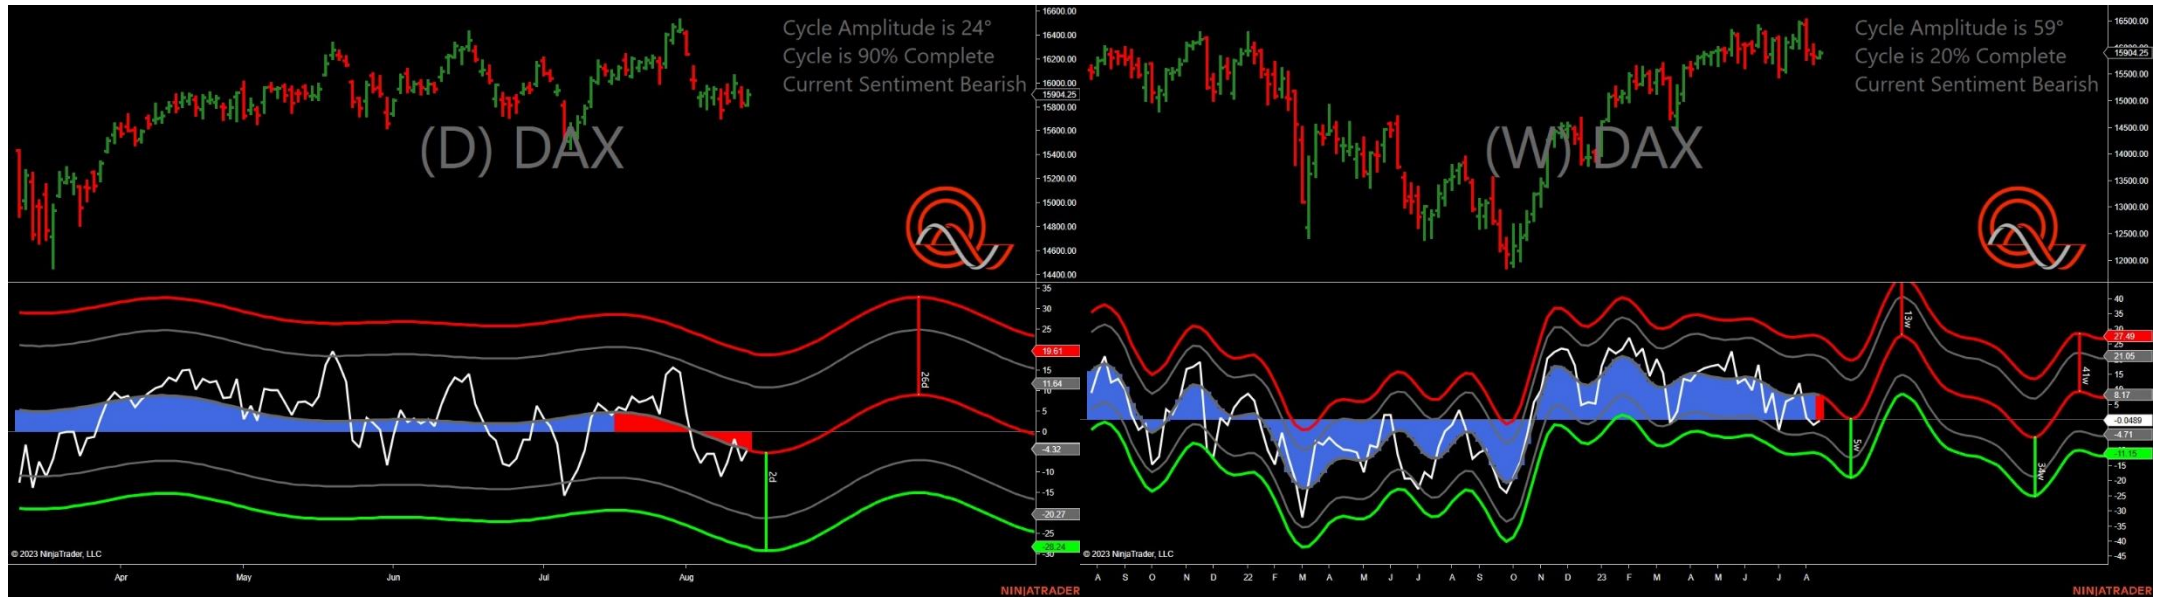 Cycle Amplitude is 24°
Cycle is 90% Complete
Current Sentiment Bearish
(D) DAX
16600.00
16400.00
16200.00
16000.00
15904.25
15800.00
15600.00
15400.00
15200.00
15000.00
14800.00
14600.00
14400.00
35
30
25
19.61
11.64
5
0
-4.32
-10
-15
-20.27
-25
-28.24
-30
26d
2d
© 2023 NinjaTrader, LLC
Apr May Jun Jul Aug
NINJATRADER
Cycle Amplitude is 59°
Cycle is 20% Complete
Current Sentiment Bearish
(W) DAX
16500.00
15904.25
15500.00
15000.00
14500.00
14000.00
13500.00
13000.00
12500.00
12000.00
40
35
27.49
25
21.05
8.17
5
-0.0489
-4.71
-11.15
-15
-20
-25
-30
-35
-40
-45
13w
41w
5w
34w
© 2023 NinjaTrader, LLC
A S O N D 22 F M A M J J A S O N D 23 F M A M J J A
NINJATRADER